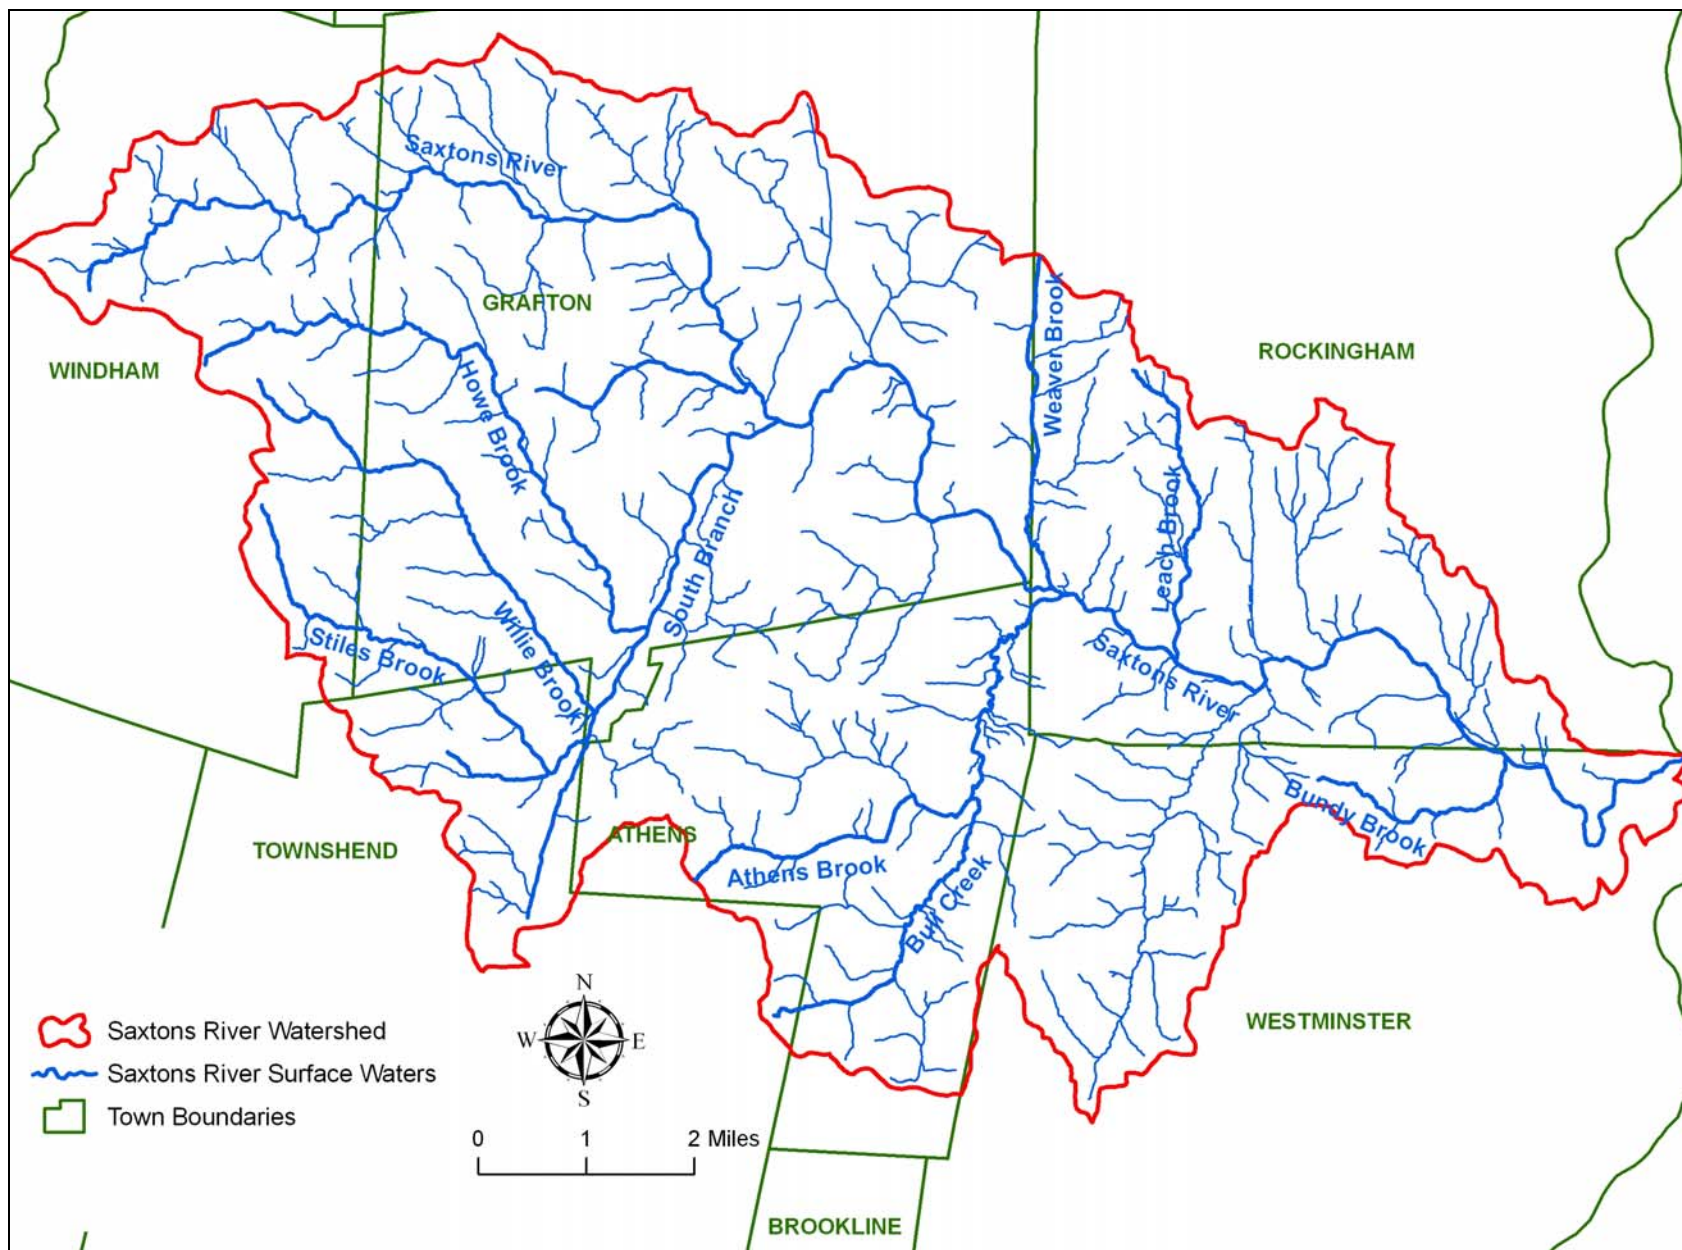 Saxtons River
GRAFTON
WINDHAM
Weaver Brook
ROCKINGHAM
Howe Brook
South Branch
Leach Brook
Stiles Brook
Willie Brook
Saxtons River
TOWNSHEND
ATHENS
Athens Brook
Bull Creek
Bundy Brook
WESTMINSTER
N
W E
S
Saxtons River Watershed
Saxtons River Surface Waters
Town Boundaries
0 1 2 Miles
BROOKLINE